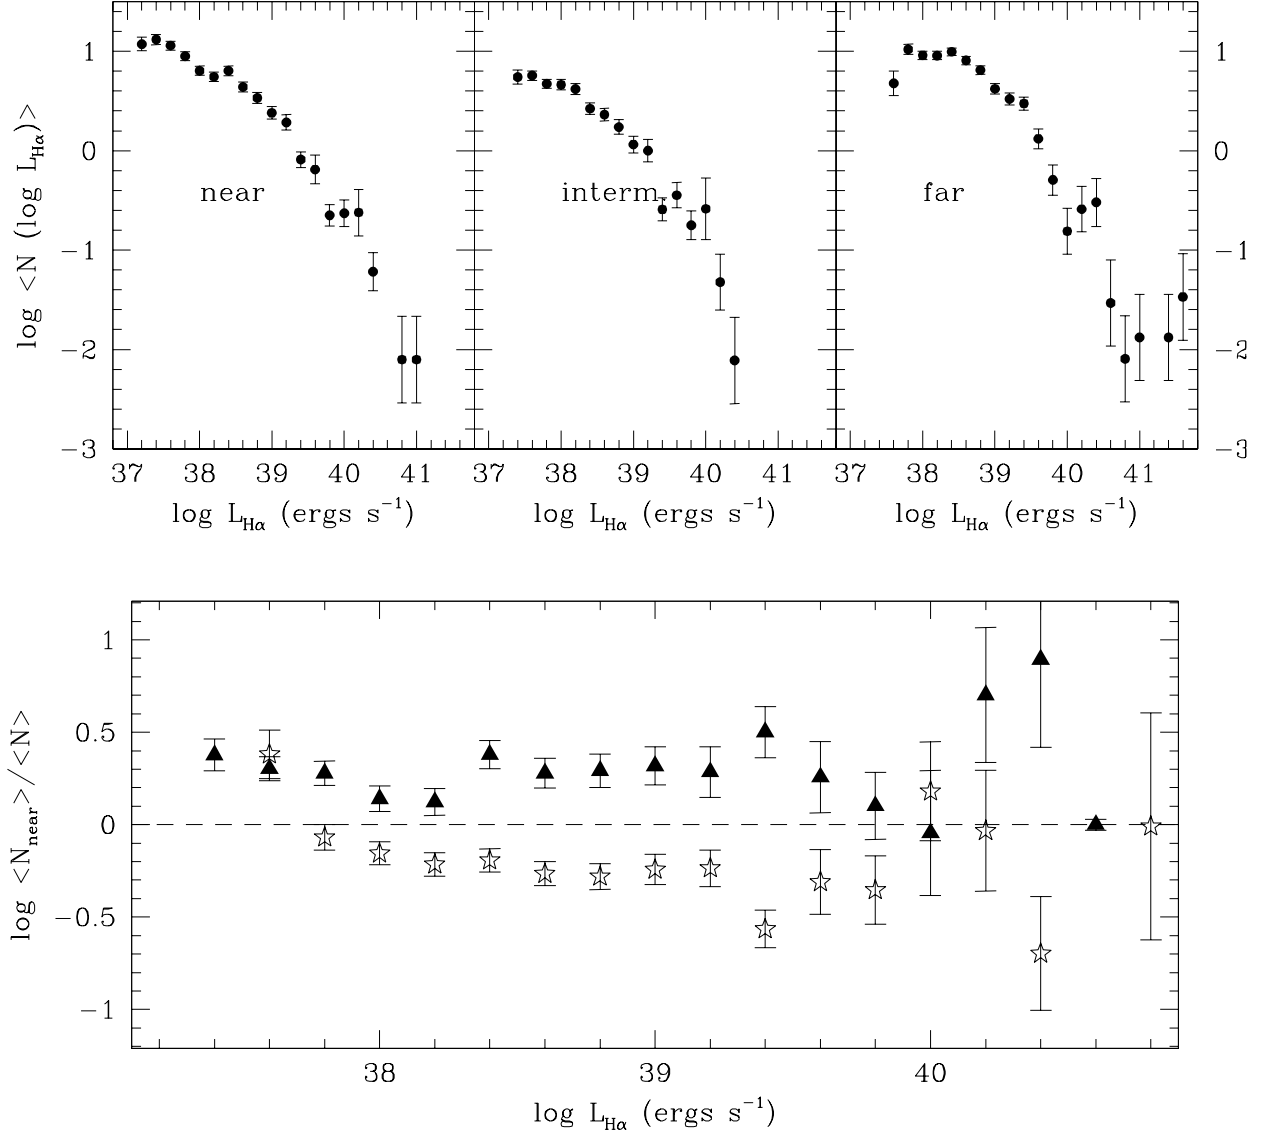 log <N (log L_Hα)>
1
0
−1
−2
−3
near
interm.
far
1
0
−1
−2
−3
37 38 39 40 41
37 38 39 40 41
37 38 39 40 41
log L_Hα (ergs s⁻¹)
log L_Hα (ergs s⁻¹)
log L_Hα (ergs s⁻¹)
log <N_near>/<N>
1
0.5
0
−0.5
−1
38 39 40
log L_Hα (ergs s⁻¹)